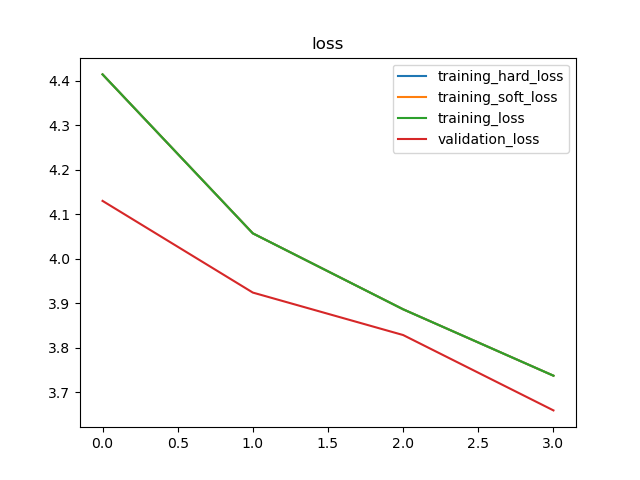 loss
training_hard_loss
training_soft_loss
training_loss
validation_loss
4.4
4.3
4.2
4.1
4.0
3.9
3.8
3.7
0.0 0.5 1.0 1.5 2.0 2.5 3.0